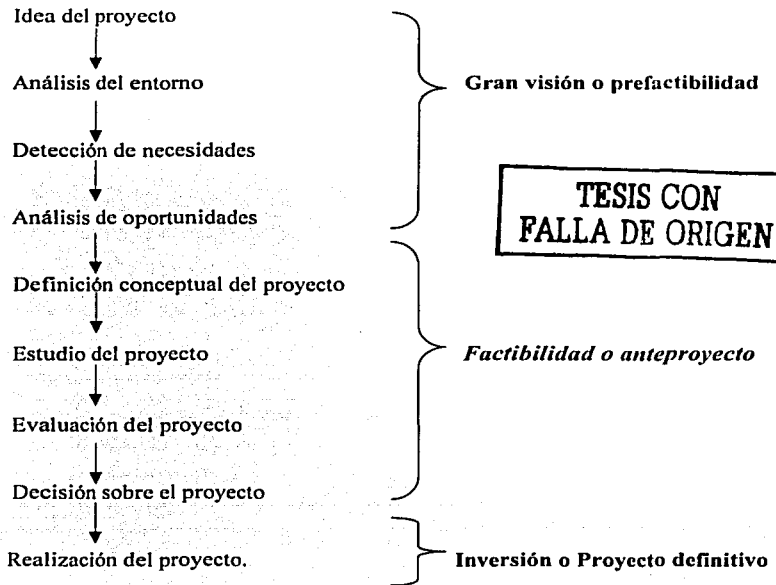 Idea del proyecto
Análisis del entorno
Gran visión o prefactibilidad
Detección de necesidades
TESIS CON
FALLA DE ORIGEN
Análisis de oportunidades
Definición conceptual del proyecto
Estudio del proyecto
Factibilidad o anteproyecto
Evaluación del proyecto
Decisión sobre el proyecto
Realización del proyecto.
Inversión o Proyecto definitivo